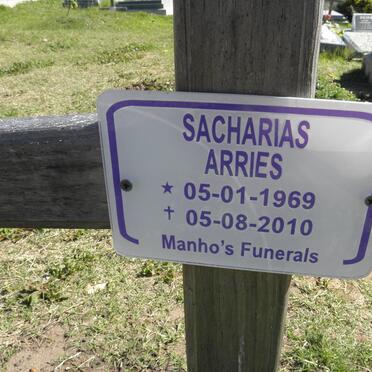 SACHARIAS
ARRIES
★ 05-01-1969
✝ 05-08-2010
Manho's Funerals